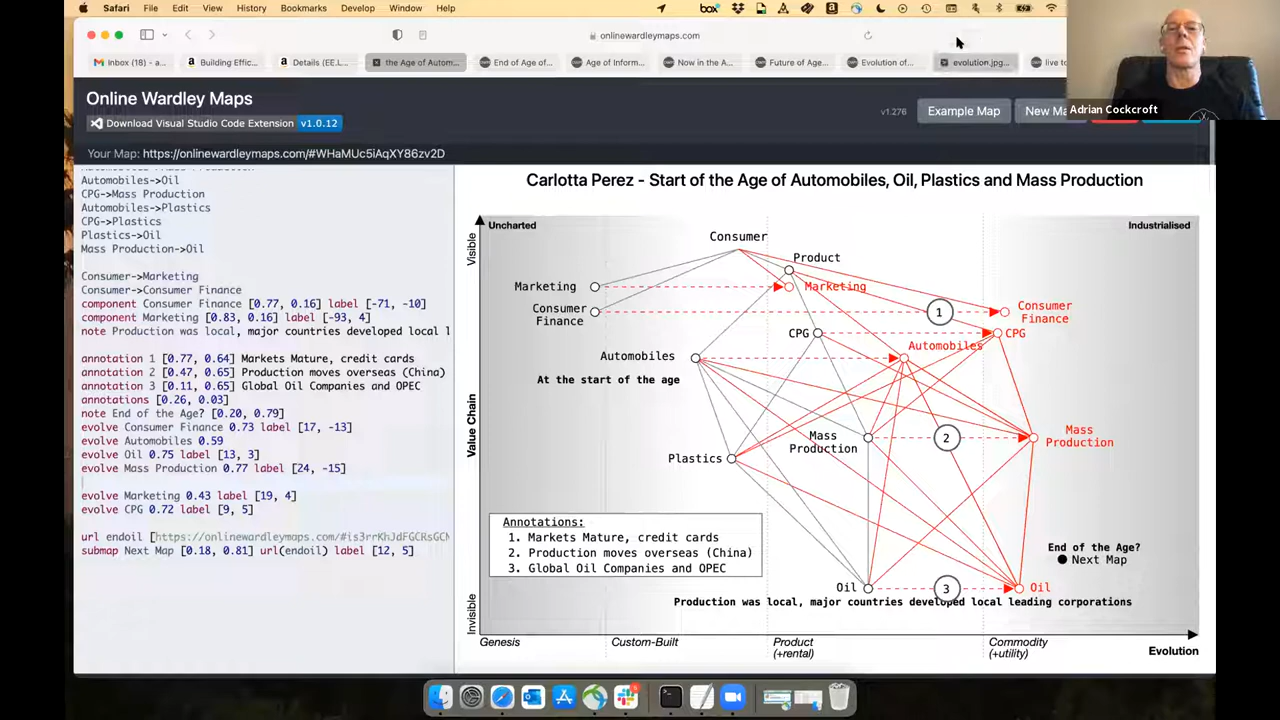 Safari File Edit View History Bookmarks Develop Window Help
box
onlinewardleymaps.com
Inbox (18) – a... Building Effic... Details (EE.L... the Age of Autom... End of Age of... Age of Inform... Now in the A... Future of Age... Evolution of... evolution.jpg... live to
Adrian Cockcroft
Online Wardley Maps
Download Visual Studio Code Extension v1.0.12
v1.276 Example Map New Ma
Your Map: https://onlinewardleymaps.com/#WHaMUc5iAqXY86zv2D
Automobiles->Oil
CPG->Mass Production
Automobiles->Plastics
CPG->Plastics
Plastics->Oil
Mass Production->Oil
Consumer->Marketing
Consumer->Consumer Finance
component Consumer Finance [0.77, 0.16] label [-71, -10]
component Marketing [0.83, 0.16] label [-93, 4]
note Production was local, major countries developed local l
annotation 1 [0.77, 0.64] Markets Mature, credit cards
annotation 2 [0.47, 0.65] Production moves overseas (China)
annotation 3 [0.11, 0.65] Global Oil Companies and OPEC
annotations [0.26, 0.03]
note End of the Age? [0.20, 0.79]
evolve Consumer Finance 0.73 label [17, -13]
evolve Automobiles 0.59
evolve Oil 0.75 label [13, 3]
evolve Mass Production 0.77 label [24, -15]
evolve Marketing 0.43 label [19, 4]
evolve CPG 0.72 label [9, 5]
submap Next Map [0.18, 0.81] url(endoil) label [12, 5]
Carlotta Perez - Start of the Age of Automobiles, Oil, Plastics and Mass Production
Uncharted
Industrialised
Visible
Value Chain
Invisible
Consumer
Product
Marketing
Marketing
Consumer
Finance
1
Consumer
Finance
CPG
CPG
Automobiles
Automobiles
At the start of the age
Mass
Production
2
Mass
Production
Plastics
Annotations:
1. Markets Mature, credit cards
2. Production moves overseas (China)
3. Global Oil Companies and OPEC
End of the Age?
Next Map
Oil
3
Oil
Production was local, major countries developed local leading corporations
Genesis
Custom-Built
Product
(+rental)
Commodity
(+utility)
Evolution